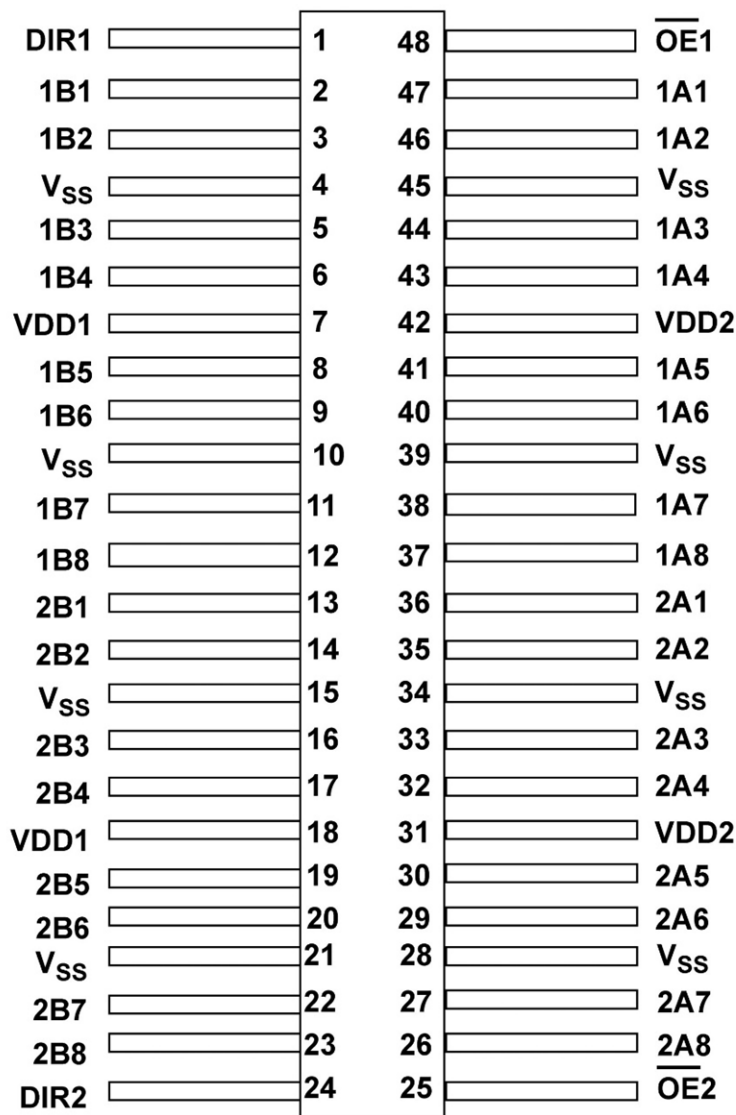 DIR1 1 48 O̅E̅1
1B1 2 47 1A1
1B2 3 46 1A2
VSS 4 45 VSS
1B3 5 44 1A3
1B4 6 43 1A4
VDD1 7 42 VDD2
1B5 8 41 1A5
1B6 9 40 1A6
VSS 10 39 VSS
1B7 11 38 1A7
1B8 12 37 1A8
2B1 13 36 2A1
2B2 14 35 2A2
VSS 15 34 VSS
2B3 16 33 2A3
2B4 17 32 2A4
VDD1 18 31 VDD2
2B5 19 30 2A5
2B6 20 29 2A6
VSS 21 28 VSS
2B7 22 27 2A7
2B8 23 26 2A8
DIR2 24 25 O̅E̅2